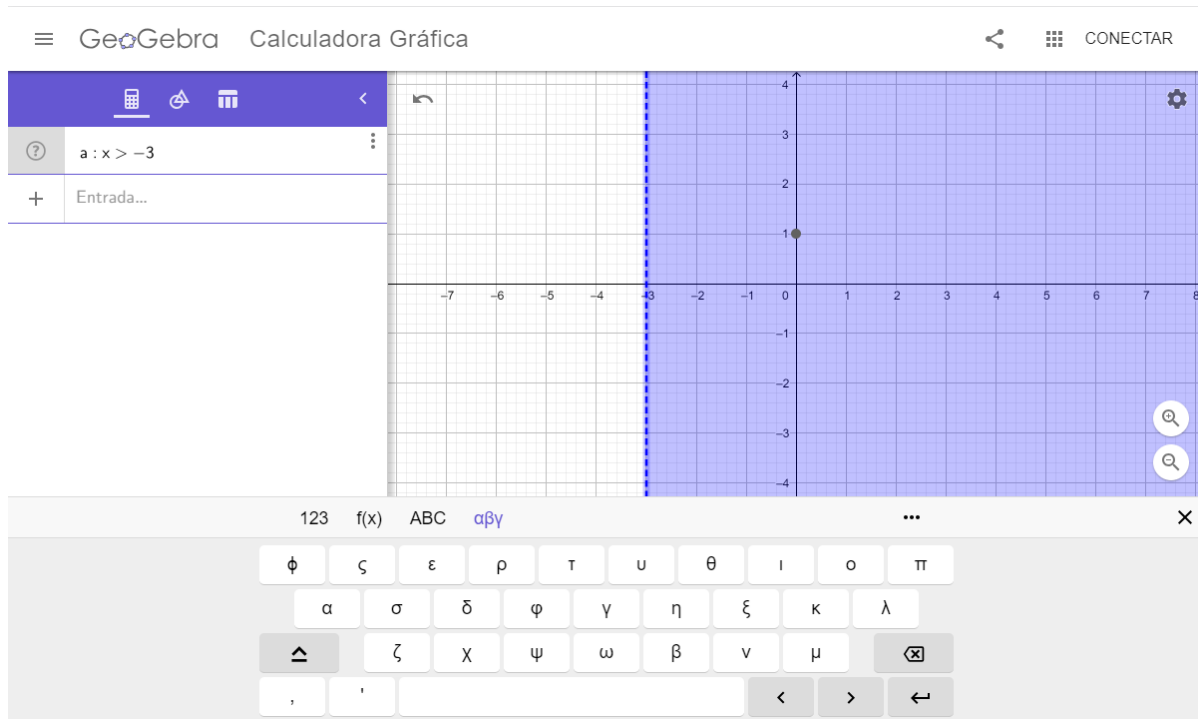 GeoGebra Calculadora Gráfica CONECTAR
a : x > −3
Entrada...
4
3
2
1
−7 −6 −5 −4 −3 −2 −1 0 1 2 3 4 5 6 7 8
−1
−2
−3
−4
123 f(x) ABC αβγ
ϕ ς ε ρ τ υ θ ι ο π
α σ δ φ γ η ξ κ λ
ζ χ ψ ω β ν μ
, '